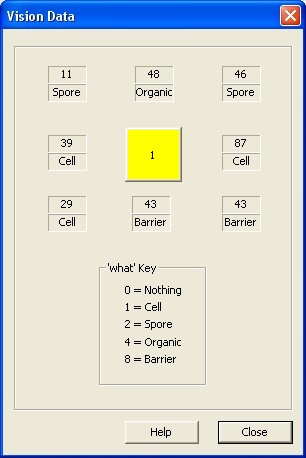 Vision Data
11 48 46
Spore Organic Spore
39 1 87
Cell Cell
29 43 43
Cell Barrier Barrier
'what' Key
0 = Nothing
1 = Cell
2 = Spore
4 = Organic
8 = Barrier
Help Close